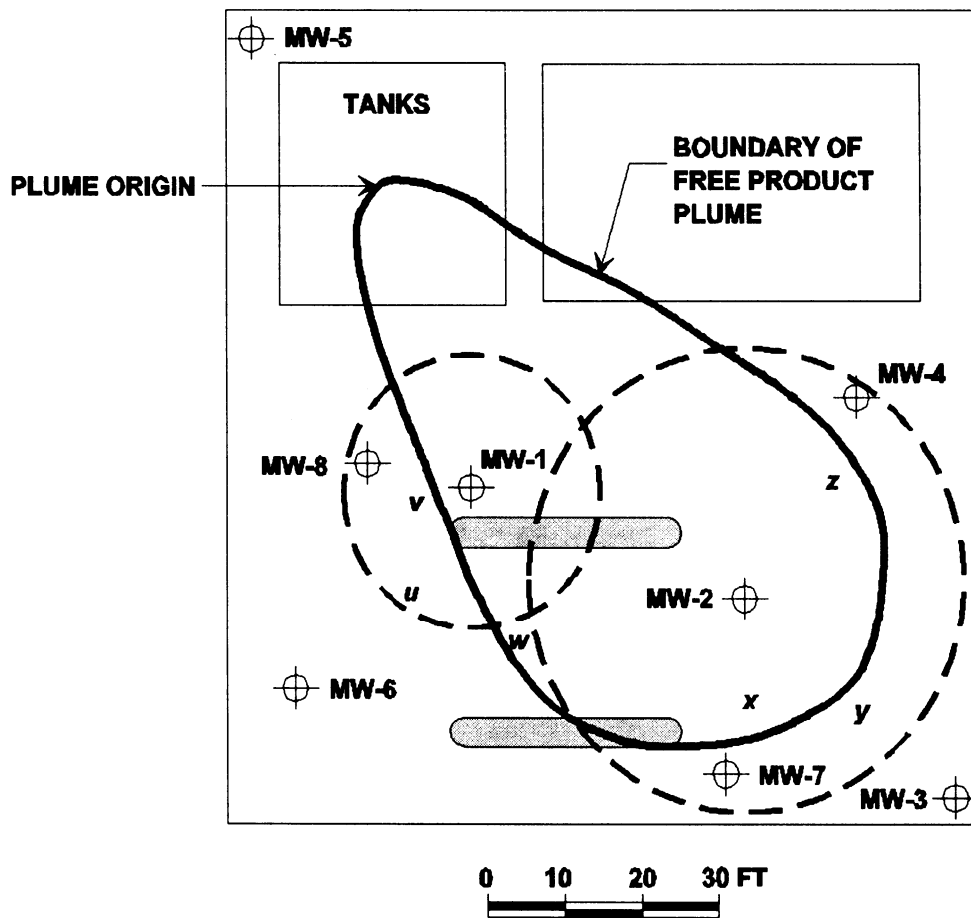 MW-5
TANKS
PLUME ORIGIN
BOUNDARY OF
FREE PRODUCT
PLUME
MW-4
MW-8
MW-1
v
z
u
MW-2
w
MW-6
x
y
MW-7
MW-3
0 10 20 30 FT